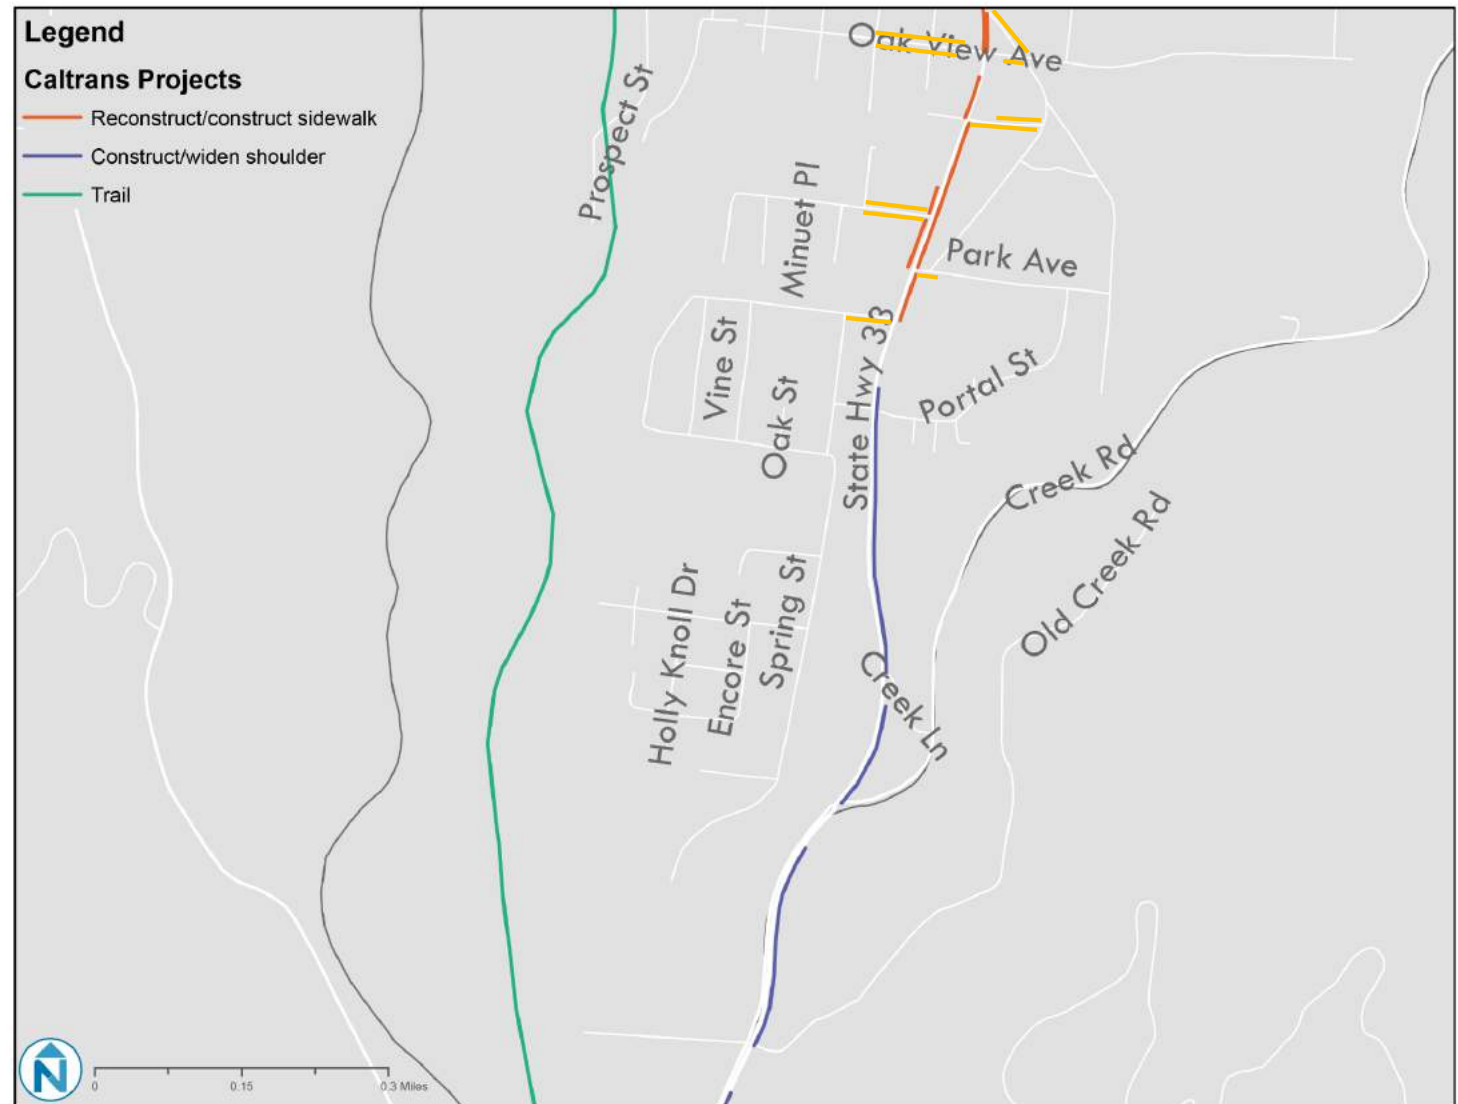 Legend
Caltrans Projects
Reconstruct/construct sidewalk
Construct/widen shoulder
Trail
Oak View Ave
Prospect St
Minuet Pl
Park Ave
State Hwy 33
Vine St
Oak St
Portal St
Creek Rd
Old Creek Rd
Holly Knoll Dr
Encore St
Spring St
Creek Ln
N
0
0.15
0.3 Miles